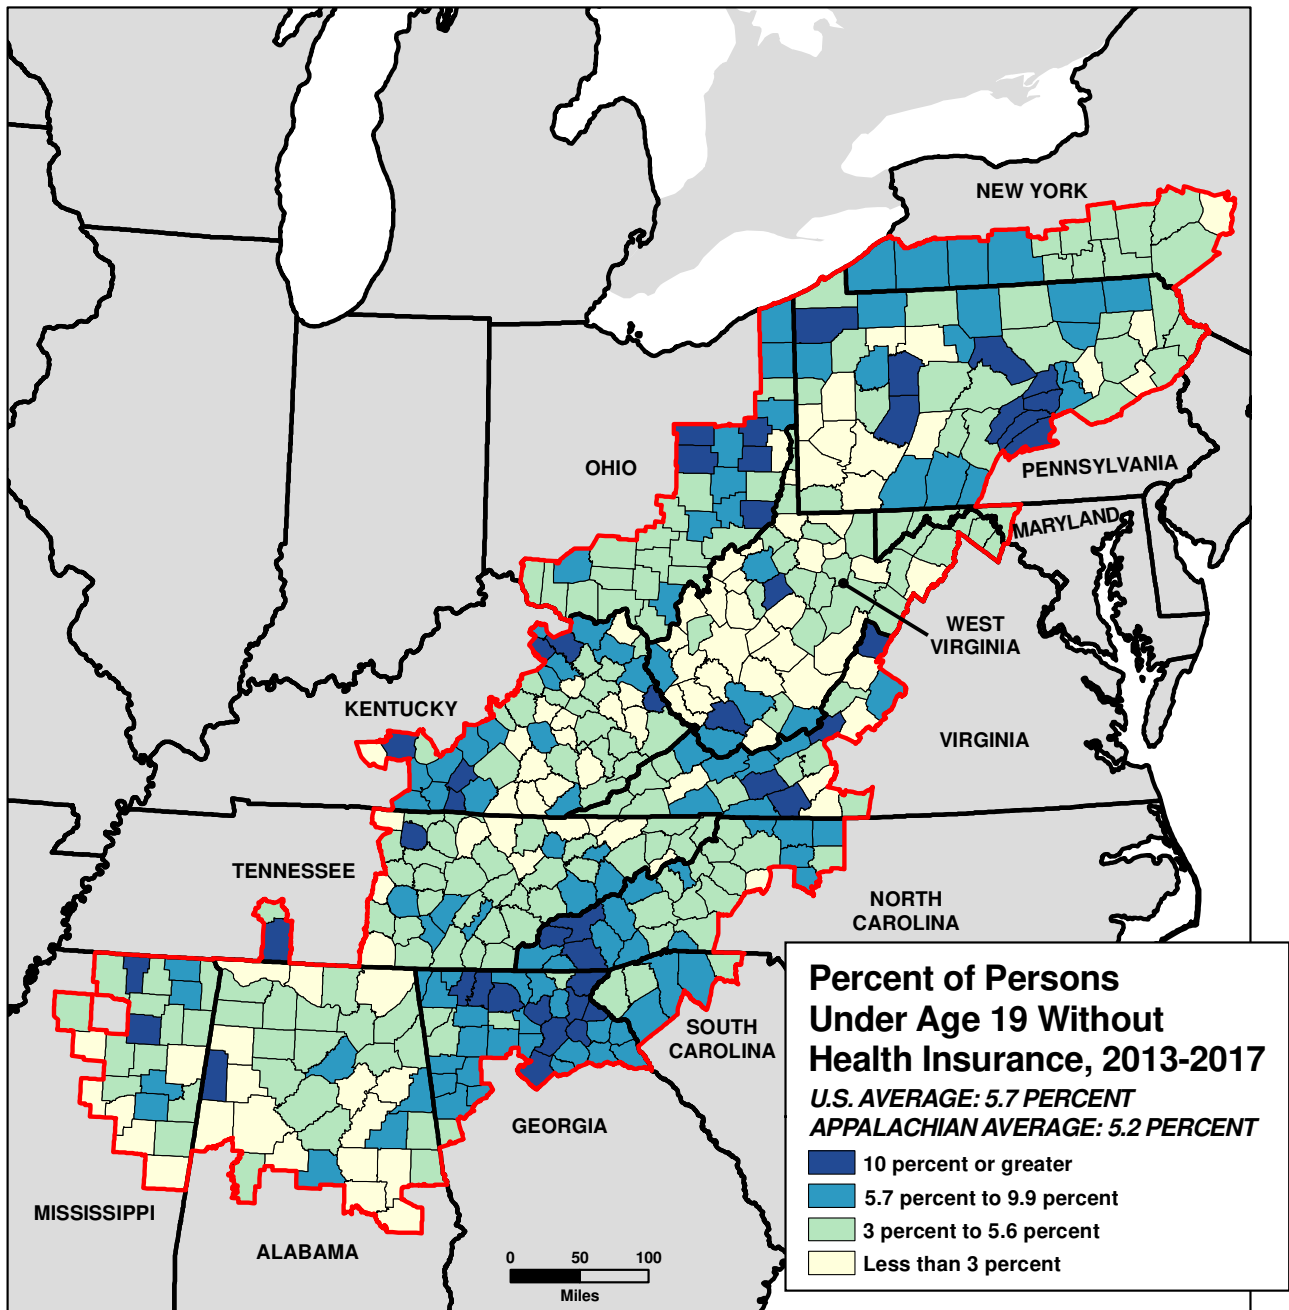 NEW YORK
OHIO
PENNSYLVANIA
MARYLAND
WEST
VIRGINIA
KENTUCKY
VIRGINIA
TENNESSEE
NORTH
CAROLINA
SOUTH
CAROLINA
GEORGIA
MISSISSIPPI
ALABAMA
0 50 100
Miles
Percent of Persons
Under Age 19 Without
Health Insurance, 2013-2017
U.S. AVERAGE: 5.7 PERCENT
APPALACHIAN AVERAGE: 5.2 PERCENT
10 percent or greater
5.7 percent to 9.9 percent
3 percent to 5.6 percent
Less than 3 percent